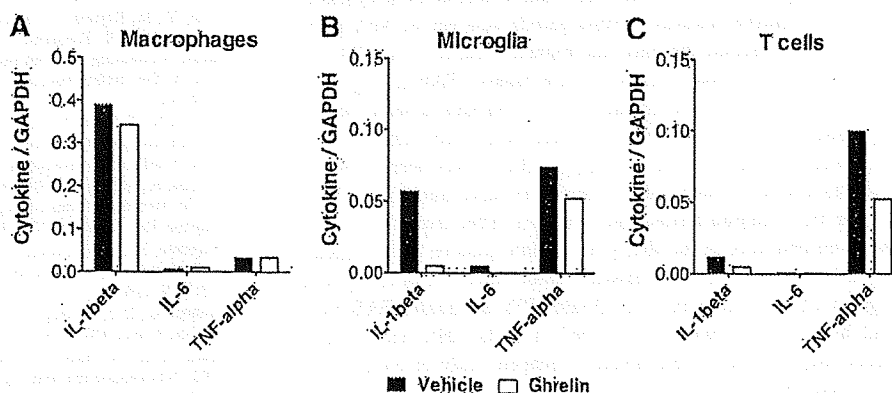 A
Macrophages
Cytokine / GAPDH
0.5
0.4
0.3
0.2
0.1
0.0
IL-1beta
IL-6
TNF-alpha
B
Microglia
Cytokine / GAPDH
0.15
0.10
0.05
0.00
IL-1beta
IL-6
TNF-alpha
C
T cells
Cytokine / GAPDH
0.15
0.10
0.05
0.00
IL-1beta
IL-6
TNF-alpha
Vehicle
Ghrelin